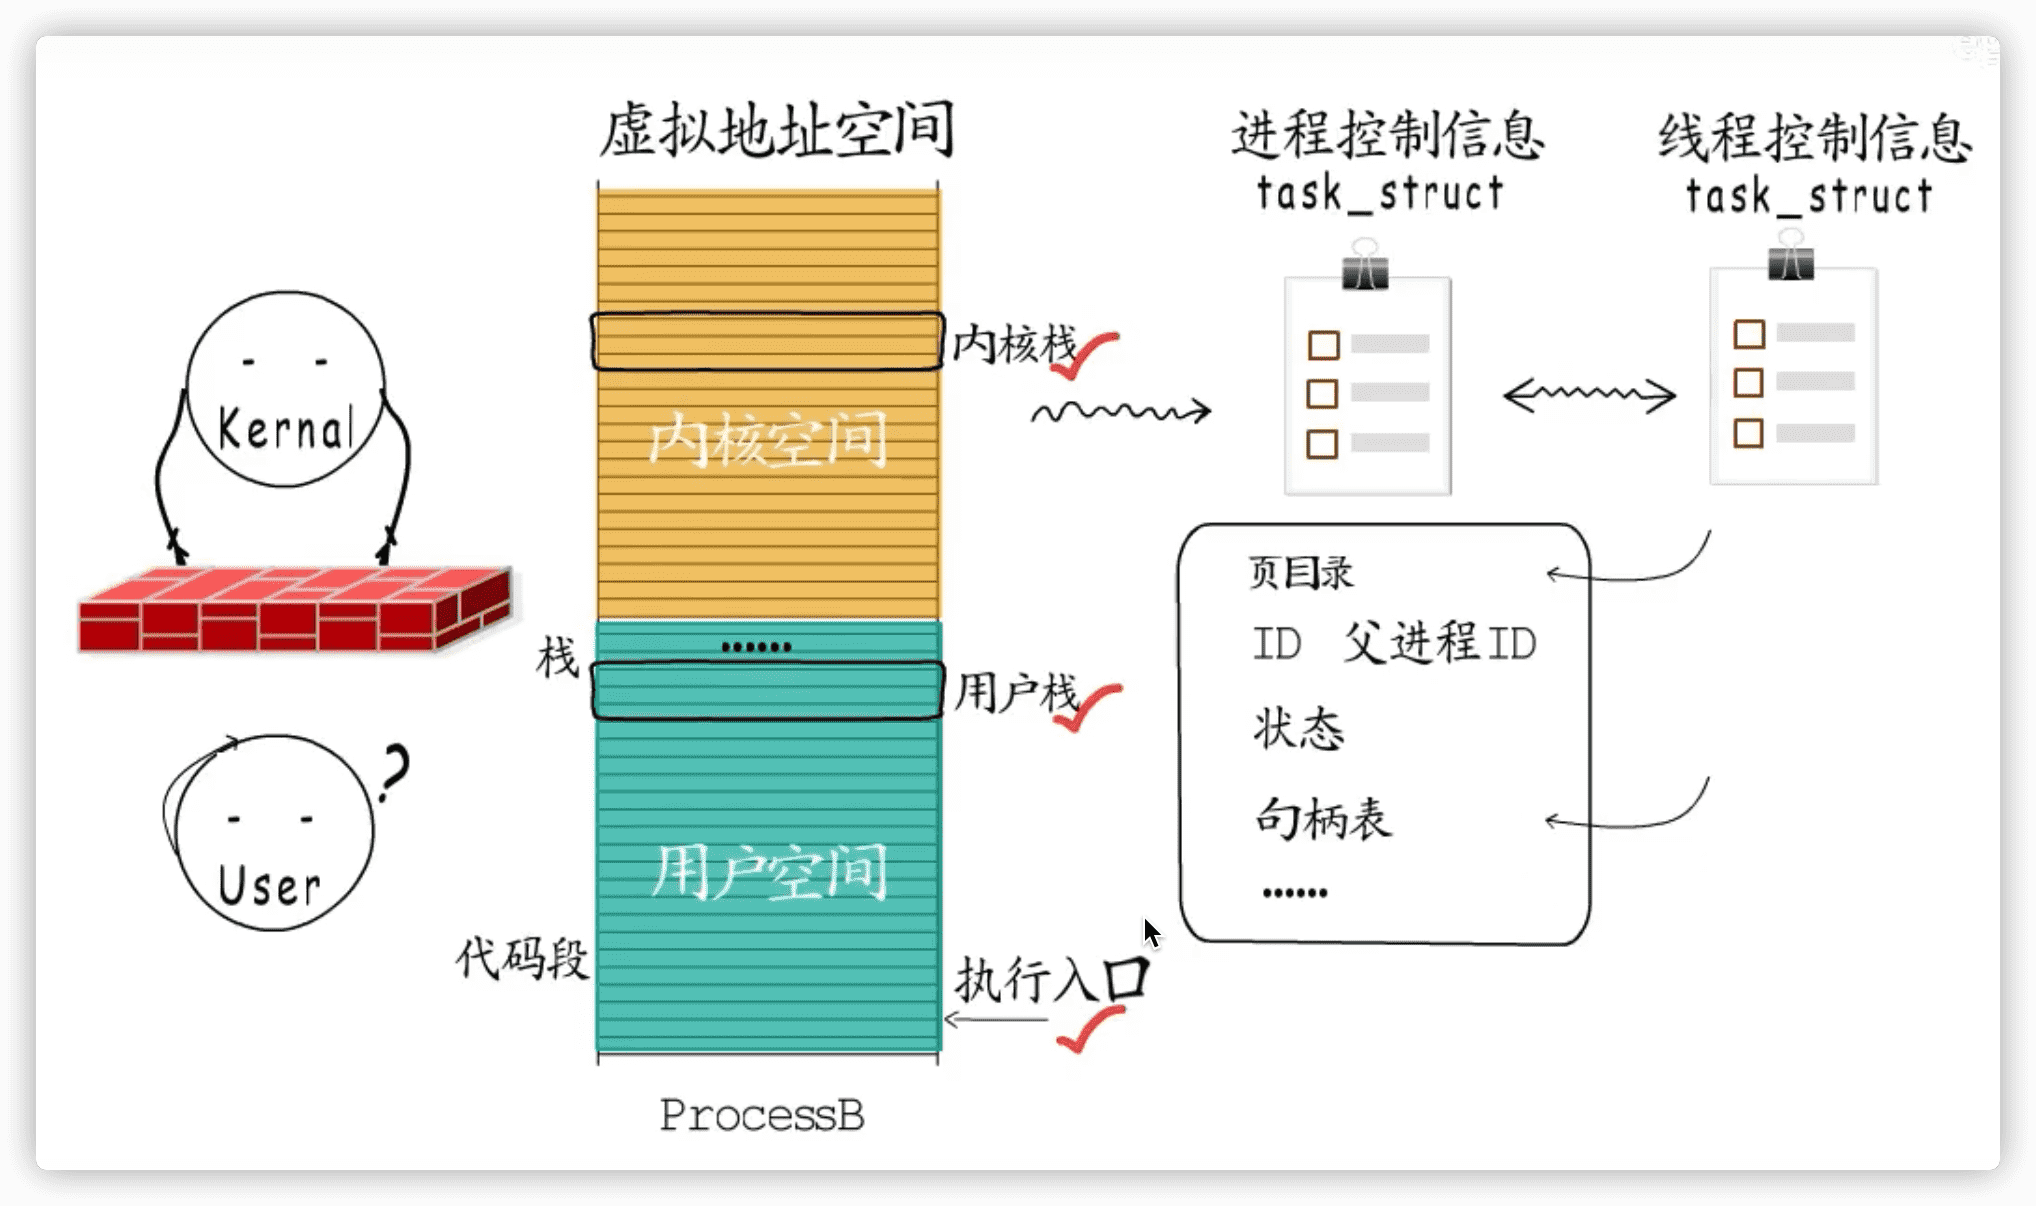 虚拟地址空间
进程控制信息
task_struct
线程控制信息
task_struct
Kernal
内核栈
内核空间
栈
......
用户栈
User
?
用户空间
代码段
执行入口
ProcessB
页目录
ID 父进程ID
状态
句柄表
......